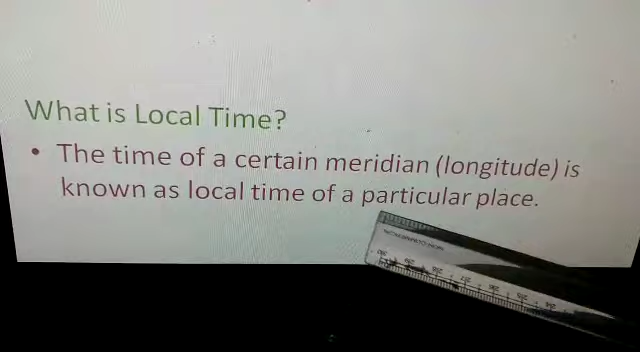 What is Local Time?
• The time of a certain meridian (longitude) is
known as local time of a particular place.